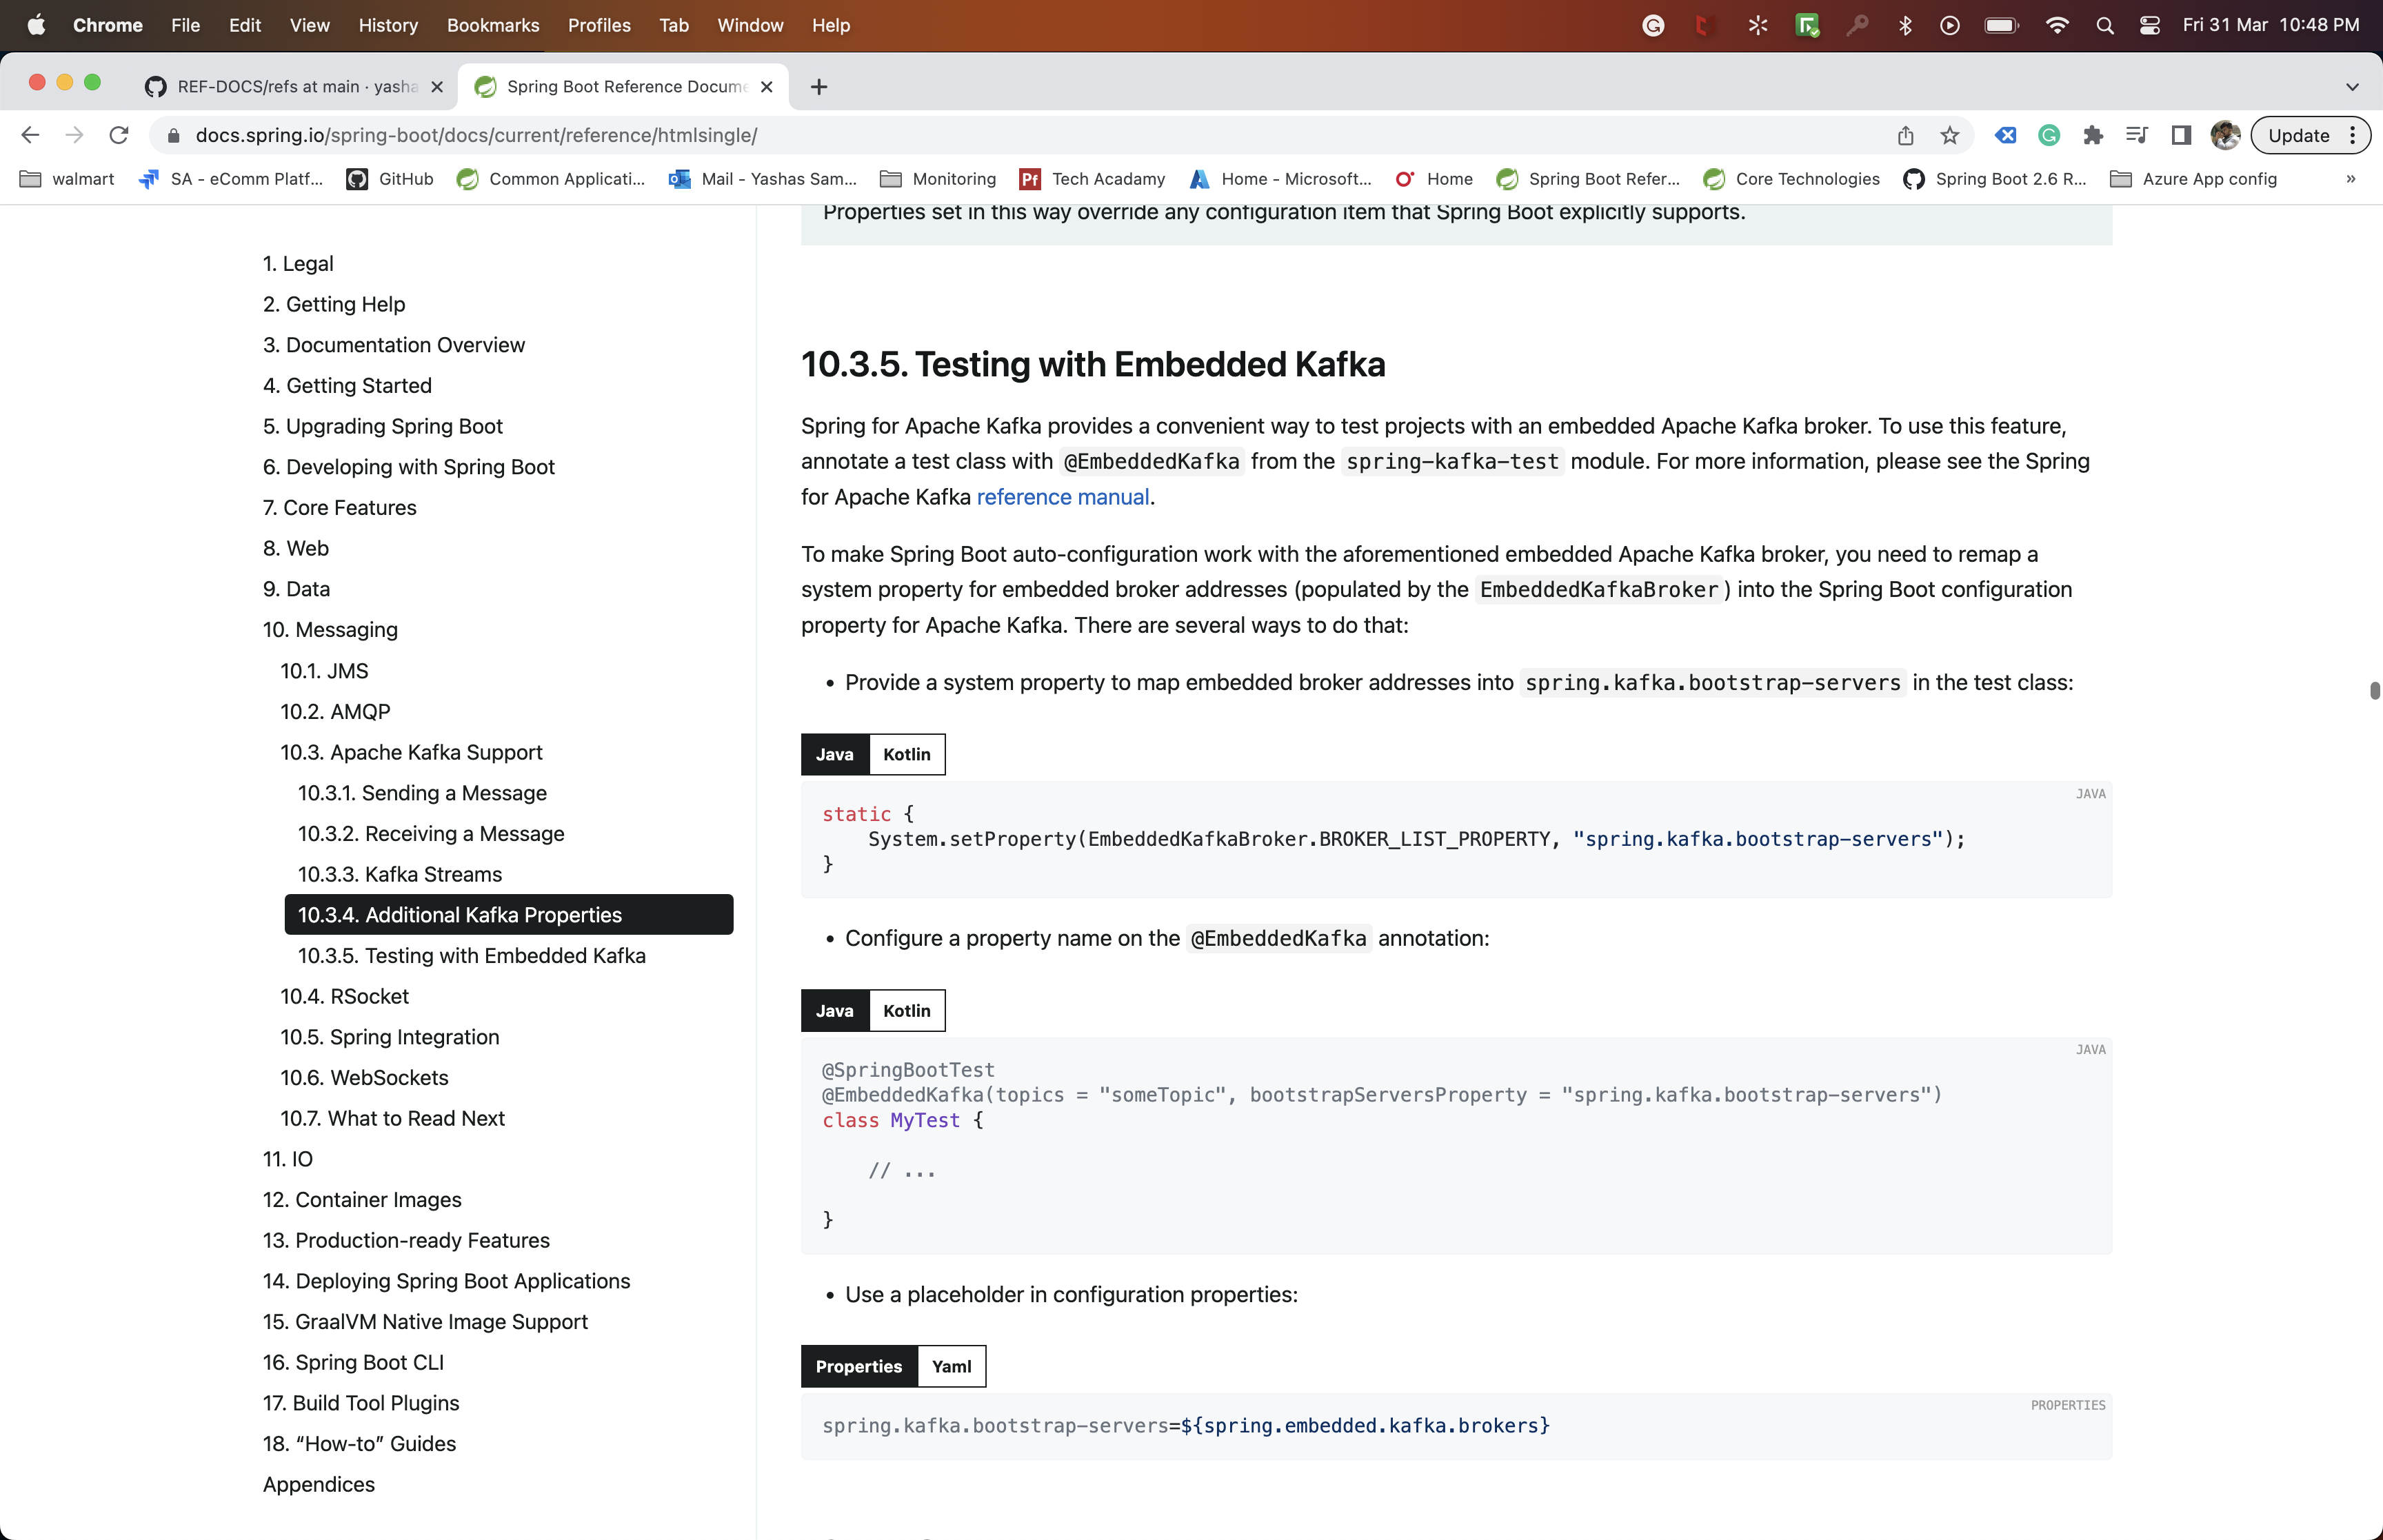 Chrome File Edit View History Bookmarks Profiles Tab Window Help Fri 31 Mar 10:48 PM
REF-DOCS/refs at main · yasha Spring Boot Reference Docume
docs.spring.io/spring-boot/docs/current/reference/htmlsingle/ Update
walmart SA - eComm Platf... GitHub Common Applicati... Mail - Yashas Sam... Monitoring Pf Tech Acadamy Home - Microsoft... Home Spring Boot Refer... Core Technologies Spring Boot 2.6 R... Azure App config »
1. Legal
2. Getting Help
3. Documentation Overview
4. Getting Started
5. Upgrading Spring Boot
6. Developing with Spring Boot
7. Core Features
8. Web
9. Data
10. Messaging
10.1. JMS
10.2. AMQP
10.3. Apache Kafka Support
10.3.1. Sending a Message
10.3.2. Receiving a Message
10.3.3. Kafka Streams
10.3.4. Additional Kafka Properties
10.3.5. Testing with Embedded Kafka
10.4. RSocket
10.5. Spring Integration
10.6. WebSockets
10.7. What to Read Next
11. IO
12. Container Images
13. Production-ready Features
14. Deploying Spring Boot Applications
15. GraalVM Native Image Support
16. Spring Boot CLI
17. Build Tool Plugins
18. “How-to” Guides
Appendices
Properties set in this way override any configuration item that Spring Boot explicitly supports.
10.3.5. Testing with Embedded Kafka
Spring for Apache Kafka provides a convenient way to test projects with an embedded Apache Kafka broker. To use this feature,
annotate a test class with @EmbeddedKafka from the spring-kafka-test module. For more information, please see the Spring
for Apache Kafka reference manual.
To make Spring Boot auto-configuration work with the aforementioned embedded Apache Kafka broker, you need to remap a
system property for embedded broker addresses (populated by the EmbeddedKafkaBroker) into the Spring Boot configuration
property for Apache Kafka. There are several ways to do that:
• Provide a system property to map embedded broker addresses into spring.kafka.bootstrap-servers in the test class:
Java Kotlin
JAVA
static {
    System.setProperty(EmbeddedKafkaBroker.BROKER_LIST_PROPERTY, "spring.kafka.bootstrap-servers");
}
• Configure a property name on the @EmbeddedKafka annotation:
Java Kotlin
JAVA
@SpringBootTest
@EmbeddedKafka(topics = "someTopic", bootstrapServersProperty = "spring.kafka.bootstrap-servers")
class MyTest {
    // ...
}
• Use a placeholder in configuration properties:
Properties Yaml
PROPERTIES
spring.kafka.bootstrap-servers=${spring.embedded.kafka.brokers}